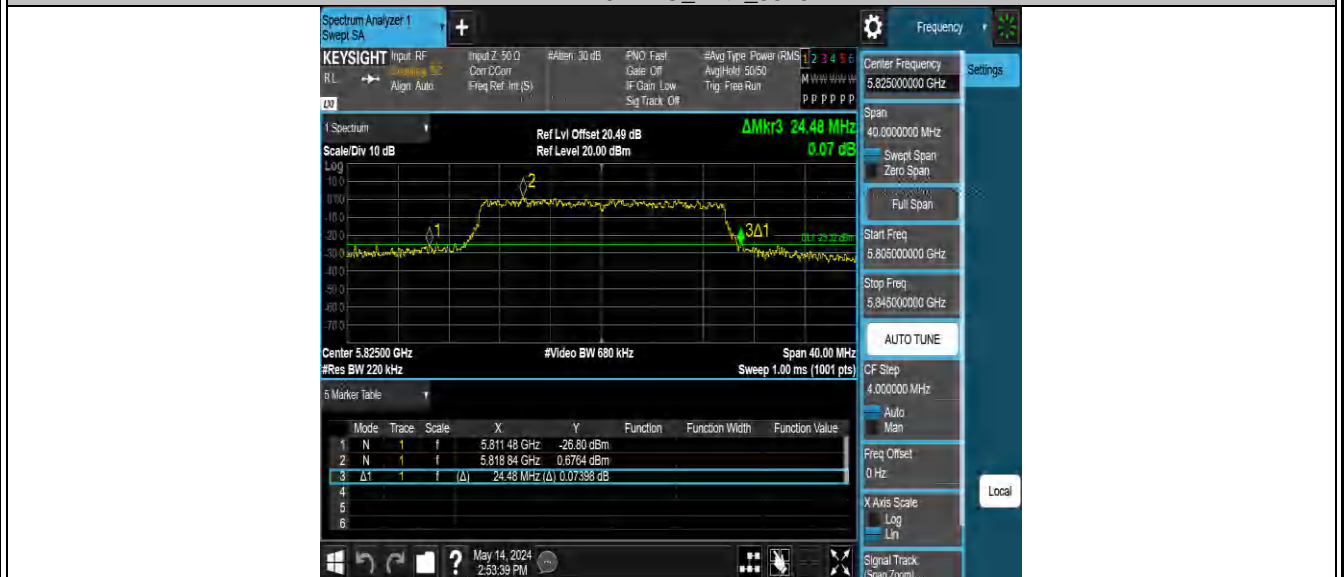 Spectrum Analyzer 1
Swept SA
+
Frequency
KEYSIGHT Input: RF
RL
Align: Auto
LXI
Input Z: 50 Ω
Corr CCorr
Freq Ref: Int (S)
#Atten: 30 dB
PNO: Fast
Gate: Off
IF Gain: Low
Sig Track: Off
#Avg Type: Power (RMS
Avg|Hold: 50/50
Trig: Free Run
1 2 3 4 5 6
M W W W W W
P P P P P P
Center Frequency
5.825000000 GHz
Settings
Span
40.0000000 MHz
Swept Span
Zero Span
Full Span
Start Freq
5.805000000 GHz
Stop Freq
5.845000000 GHz
AUTO TUNE
CF Step
4.000000 MHz
Auto
Man
Freq Offset
0 Hz
X Axis Scale
Log
Lin
Signal Track
(Span Zoom)
Local
1 Spectrum
Scale/Div 10 dB
Ref Lvl Offset 20.49 dB
Ref Level 20.00 dBm
ΔMkr3 24.48 MHz
0.07 dB
Log
10.0
0.00
-10.0
-20.0
-30.0
-40.0
-50.0
-60.0
-70.0
1
2
3Δ1
Center 5.82500 GHz
#Res BW 220 kHz
#Video BW 680 kHz
Span 40.00 MHz
Sweep 1.00 ms (1001 pts)
5 Marker Table
Mode Trace Scale X Y Function Function Width Function Value
1 N 1 f 5.811 48 GHz -26.80 dBm
2 N 1 f 5.818 84 GHz 0.6764 dBm
3 Δ1 1 f (Δ) 24.48 MHz (Δ) 0.07398 dB
4
5
6
?
May 14, 2024
2:53:39 PM